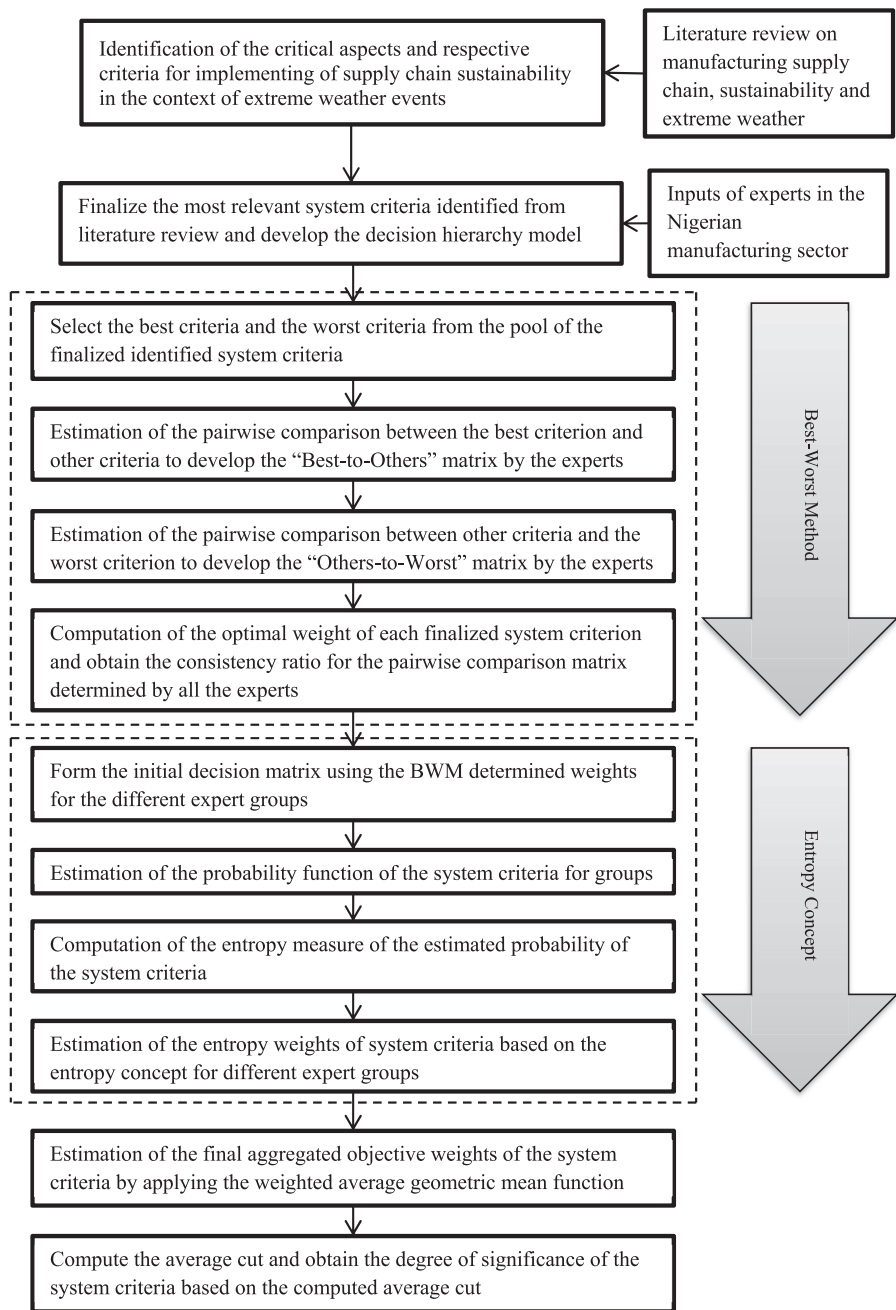 Identification of the critical aspects and respective
criteria for implementing of supply chain sustainability
in the context of extreme weather events
Literature review on
manufacturing supply
chain, sustainability and
extreme weather
Finalize the most relevant system criteria identified from
literature review and develop the decision hierarchy model
Inputs of experts in the
Nigerian
manufacturing sector
Select the best criteria and the worst criteria from the pool of the
finalized identified system criteria
Estimation of the pairwise comparison between the best criterion and
other criteria to develop the “Best-to-Others” matrix by the experts
Estimation of the pairwise comparison between other criteria and the
worst criterion to develop the “Others-to-Worst” matrix by the experts
Computation of the optimal weight of each finalized system criterion
and obtain the consistency ratio for the pairwise comparison matrix
determined by all the experts
Best-Worst Method
Form the initial decision matrix using the BWM determined weights
for the different expert groups
Estimation of the probability function of the system criteria for groups
Computation of the entropy measure of the estimated probability of
the system criteria
Estimation of the entropy weights of system criteria based on the
entropy concept for different expert groups
Entropy Concept
Estimation of the final aggregated objective weights of the system
criteria by applying the weighted average geometric mean function
Compute the average cut and obtain the degree of significance of the
system criteria based on the computed average cut